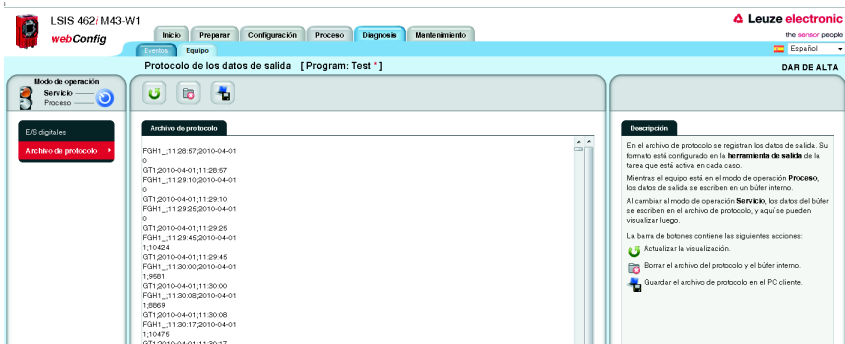 LSIS 462i M43-W1
webConfig
Inicio
Preparar
Configuración
Proceso
Diagnosis
Mantenimiento
Leuze electronic
the sensor people
Eventos
Equipo
Español
Protocolo de los datos de salida [Program: Test *]
DAR DE ALTA
Modo de operación
Servicio
Proceso
E/S digitales
Archivo de protocolo
Archivo de protocolo
FGH1_;11:28:57;2010-04-01
0
GT1;2010-04-01;11:28:57
FGH1_;11:29:10;2010-04-01
0
GT1;2010-04-01;11:29:10
FGH1_;11:29:25;2010-04-01
0
GT1;2010-04-01;11:29:25
FGH1_;11:29:45;2010-04-01
1;10424
GT1;2010-04-01;11:29:45
FGH1_;11:30:00;2010-04-01
1;9581
GT1;2010-04-01;11:30:00
FGH1_;11:30:08;2010-04-01
1;8869
GT1;2010-04-01;11:30:08
FGH1_;11:30:17;2010-04-01
1;10475
GT1;2010-04-01;11:30:17
Descripción
En el archivo de protocolo se registran los datos de salida. Su
formato está configurado en la herramienta de salida de la
tarea que está activa en cada caso.
Mientras el equipo está en el modo de operación Proceso,
los datos de salida se escriben en un búfer interno.
Al cambiar al modo de operación Servicio, los datos del búfer
se escriben en el archivo de protocolo, y aquí se pueden
visualizar luego.
La barra de botones contiene las siguientes acciones:
Actualizar la visualización.
Borrar el archivo del protocolo y el búfer interno.
Guardar el archivo de protocolo en el PC cliente.